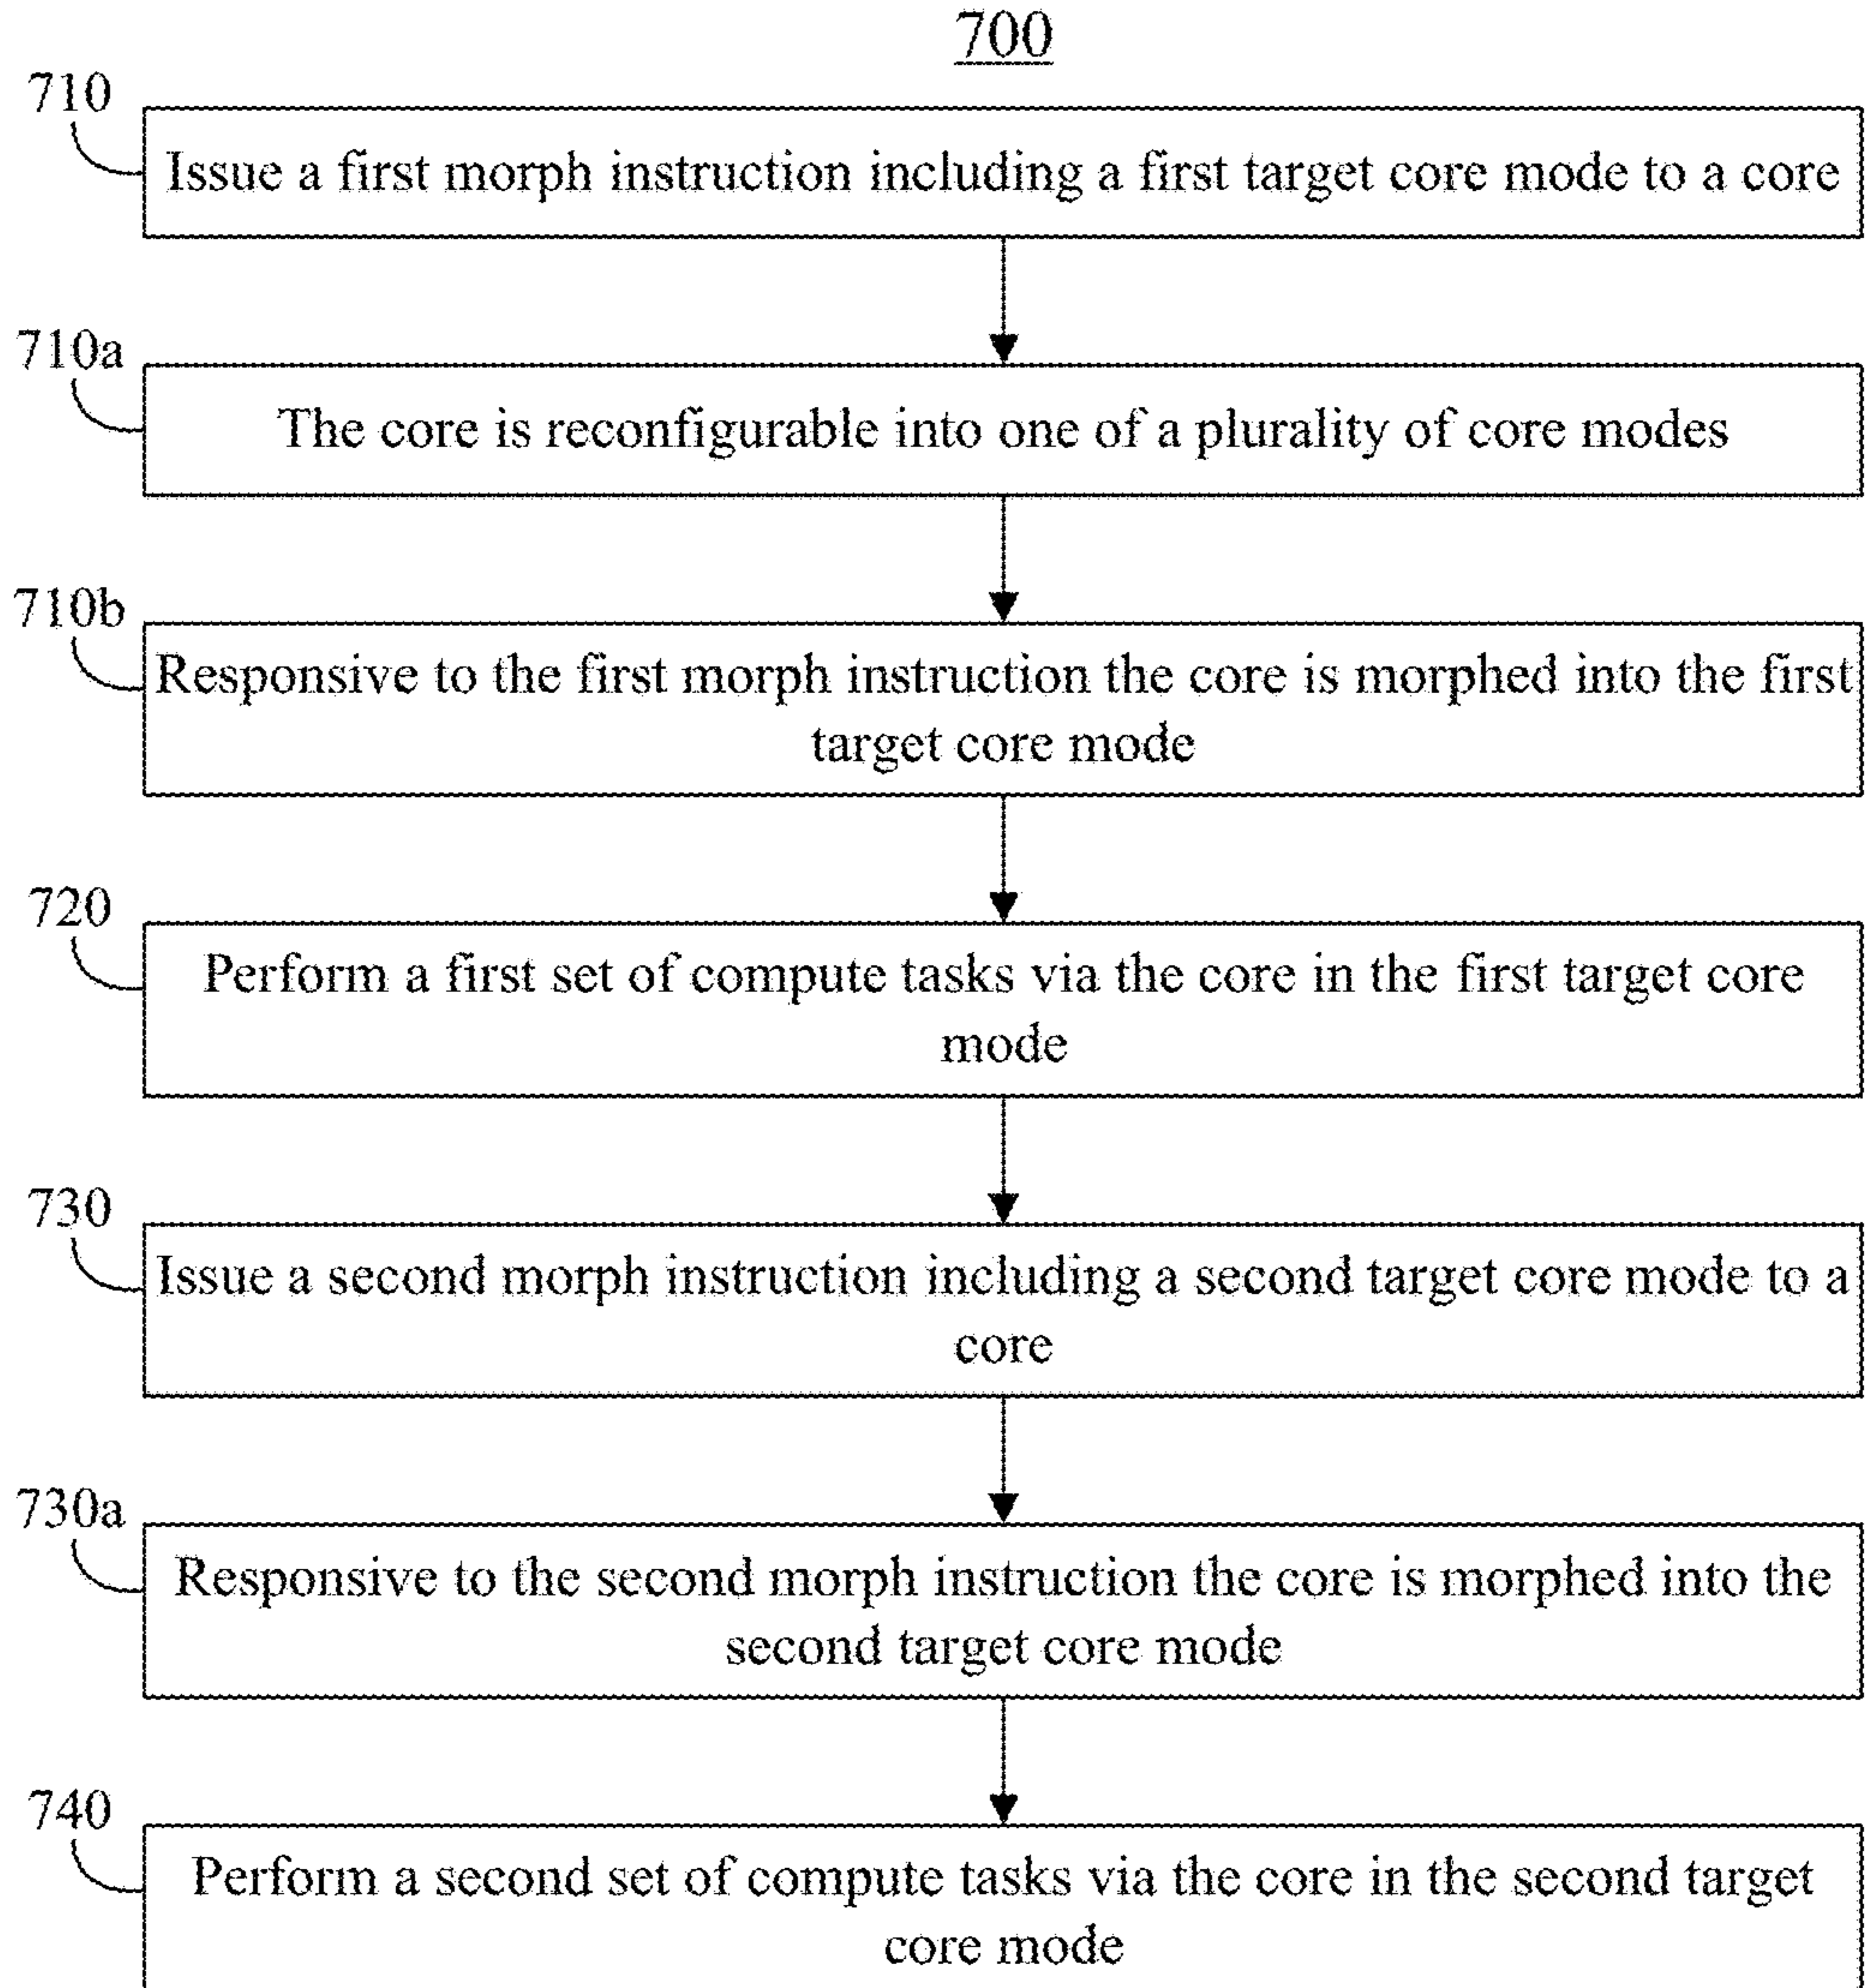 700
710
Issue a first morph instruction including a first target core mode to a core
710a
The core is reconfigurable into one of a plurality of core modes
710b
Responsive to the first morph instruction the core is morphed into the first
target core mode
720
Perform a first set of compute tasks via the core in the first target core
mode
730
Issue a second morph instruction including a second target core mode to a
core
730a
Responsive to the second morph instruction the core is morphed into the
second target core mode
740
Perform a second set of compute tasks via the core in the second target
core mode